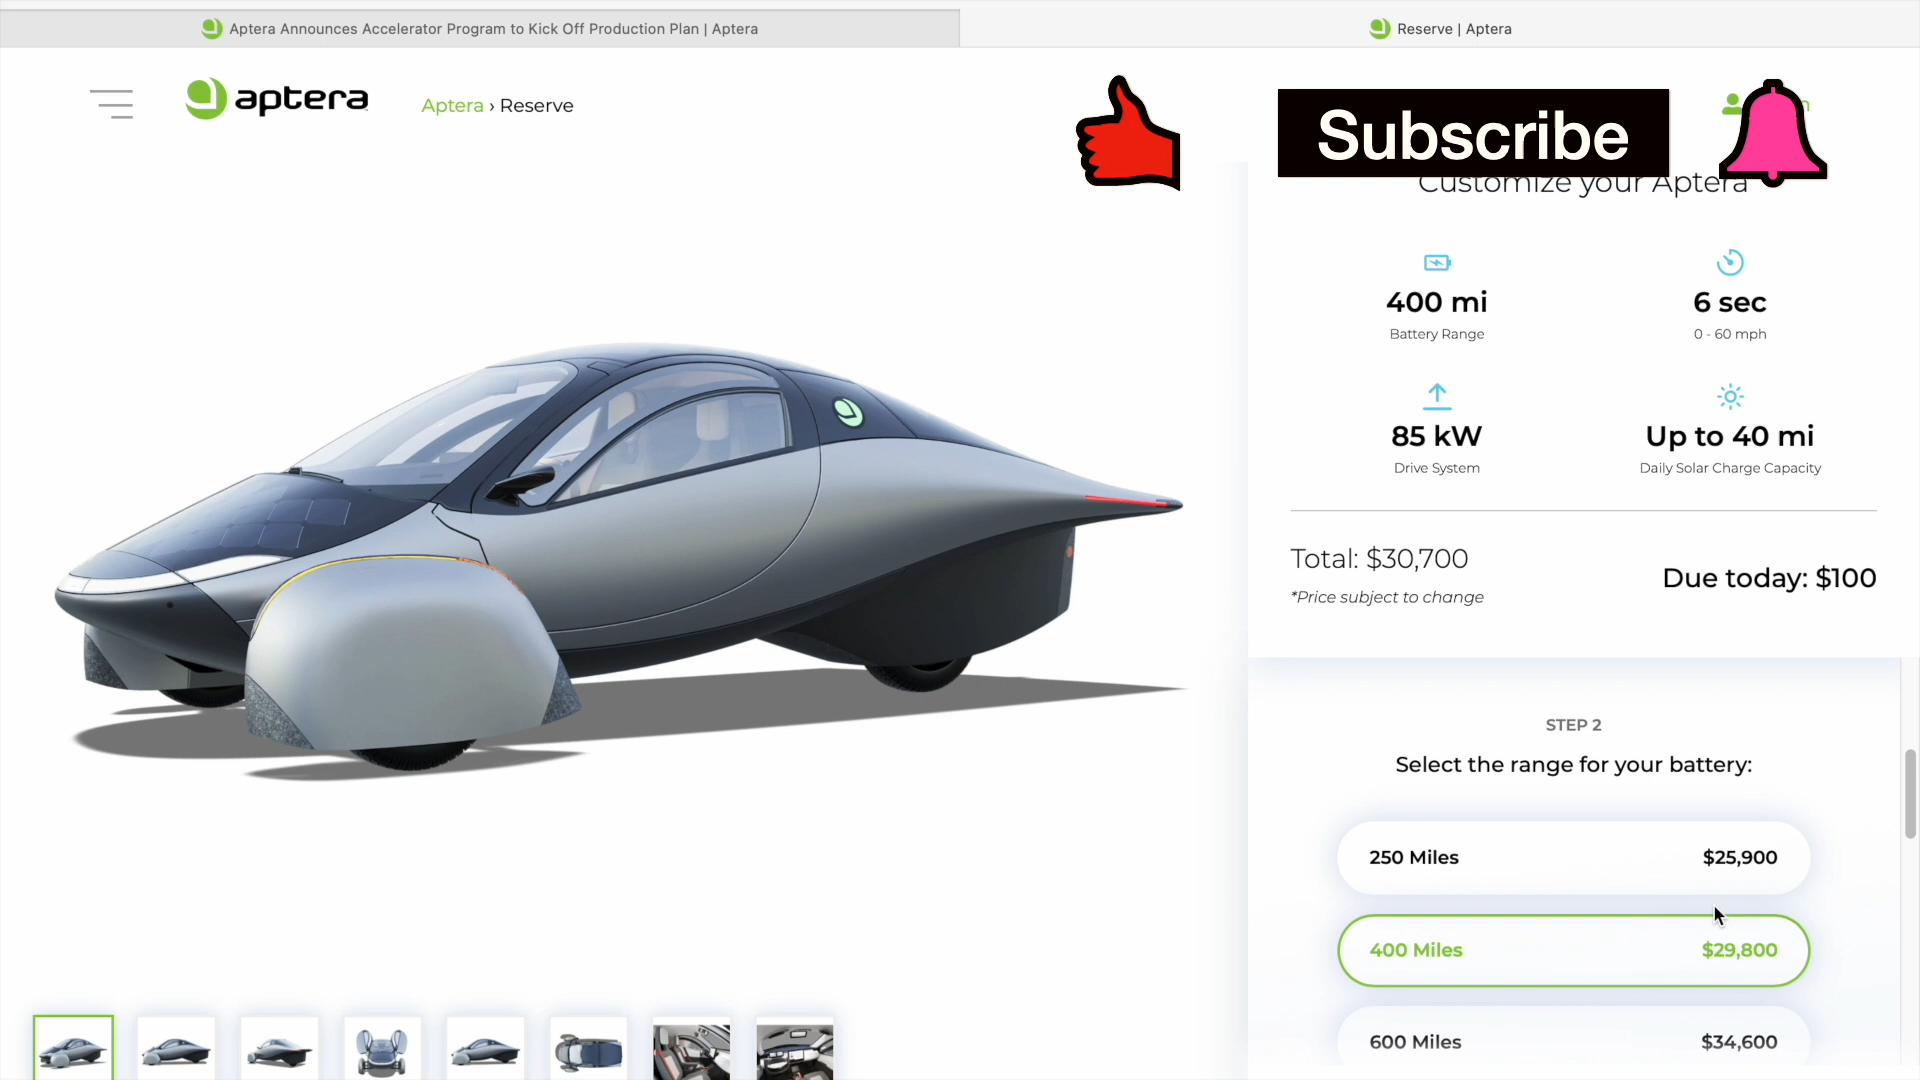 Aptera Announces Accelerator Program to Kick Off Production Plan | Aptera
Reserve | Aptera
aptera
Aptera › Reserve
Subscribe
Customize your Aptera
400 mi
Battery Range
6 sec
0 - 60 mph
85 kW
Drive System
Up to 40 mi
Daily Solar Charge Capacity
Total: $30,700
*Price subject to change
Due today: $100
STEP 2
Select the range for your battery:
250 Miles $25,900
400 Miles $29,800
600 Miles $34,600